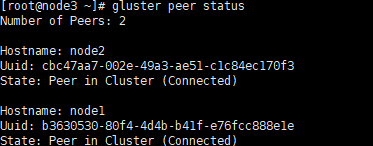 [root@node3 ~]# gluster peer status
Number of Peers: 2
Hostname: node2
Uuid: cbc47aa7-002e-49a3-ae51-c1c84ec170f3
State: Peer in Cluster (Connected)
Hostname: node1
Uuid: b3630530-80f4-4d4b-b41f-e76fcc888e1e
State: Peer in Cluster (Connected)